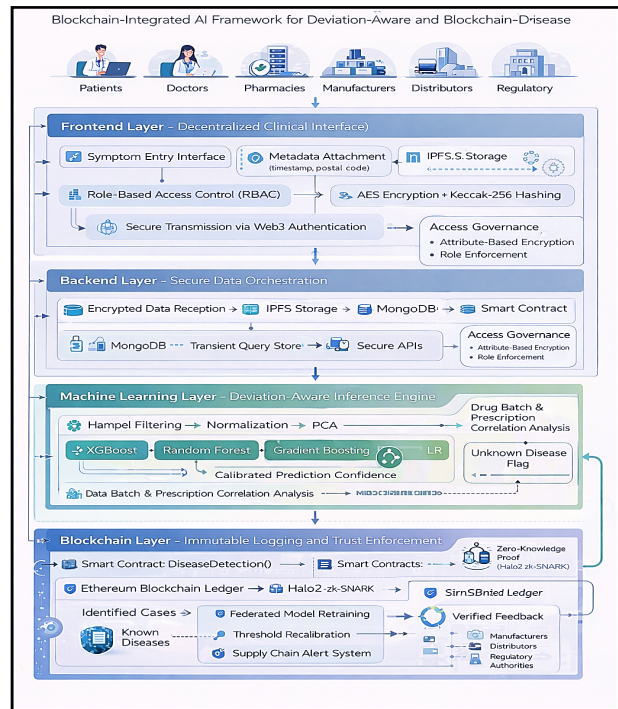 Blockchain-Integrated AI Framework for Deviation-Aware and Blockchain-Disease
Patients
Doctors
Pharmacies
Manufacturers
Distributors
Regulatory
Frontend Layer – Decentralized Clinical Interface)
Symptom Entry Interface
Metadata Attachment
(timestamp, postal code)
IPFS.S. Storage
Role-Based Access Control (RBAC)
AES Encryption + Keccak-256 Hashing
Secure Transmission via Web3 Authentication
Access Governance
• Attribute-Based Encryption
• Role Enforcement
Backend Layer – Secure Data Orchestration
Encrypted Data Reception
IPFS Storage
MongoDB
Smart Contract
MongoDB
Transient Query Store
Secure APIs
Access Governance
• Attribute-Based Encryption
• Role Enforcement
Machine Learning Layer – Deviation-Aware Inference Engine
Hampel Filtering
Normalization
PCA
Drug Batch &
Prescription
Correlation Analysis
XGBoost
Random Forest
Gradient Boosting
LR
Unknown Disease
Flag
Calibrated Prediction Confidence
Data Batch & Prescription Correlation Analysis
Blockchain Layer – Immutable Logging and Trust Enforcement
Smart Contract: DiseaseDetection()
Smart Contracts:
Zero-Knowledge
Proof
(Halo2 zk-SNARK)
Ethereum Blockchain Ledger
Halo2-zk-SNARK
SirnSBnied Ledger
Identified Cases
Known
Diseases
Federated Model Retraining
Threshold Recalibration
Supply Chain Alert System
Verified Feedback
Manufacturers
Distributors
Regulatory
Authorities